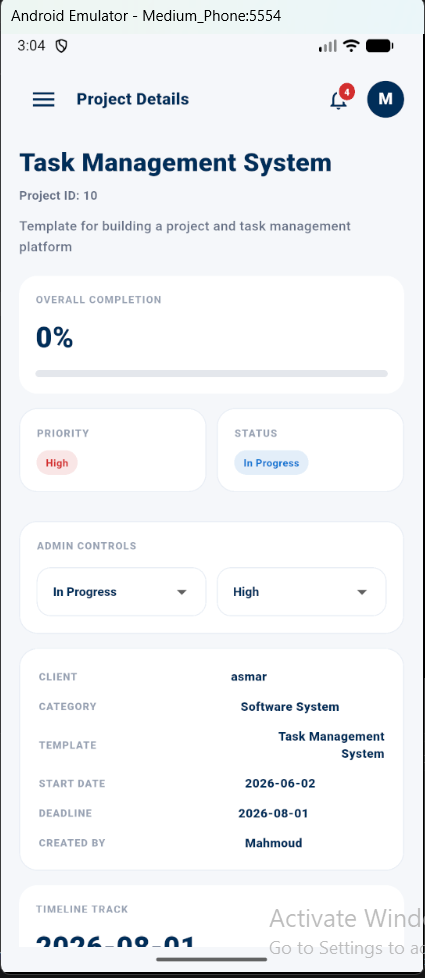 Android Emulator - Medium_Phone:5554
3:04
Project Details
4
M
Task Management System
Project ID: 10
Template for building a project and task management
platform
OVERALL COMPLETION
0%
PRIORITY
High
STATUS
In Progress
ADMIN CONTROLS
In Progress
High
CLIENT asmar
CATEGORY Software System
TEMPLATE Task Management
System
START DATE 2026-06-02
DEADLINE 2026-08-01
CREATED BY Mahmoud
TIMELINE TRACK
2026-08-01
Activate Wind
Go to Settings to a